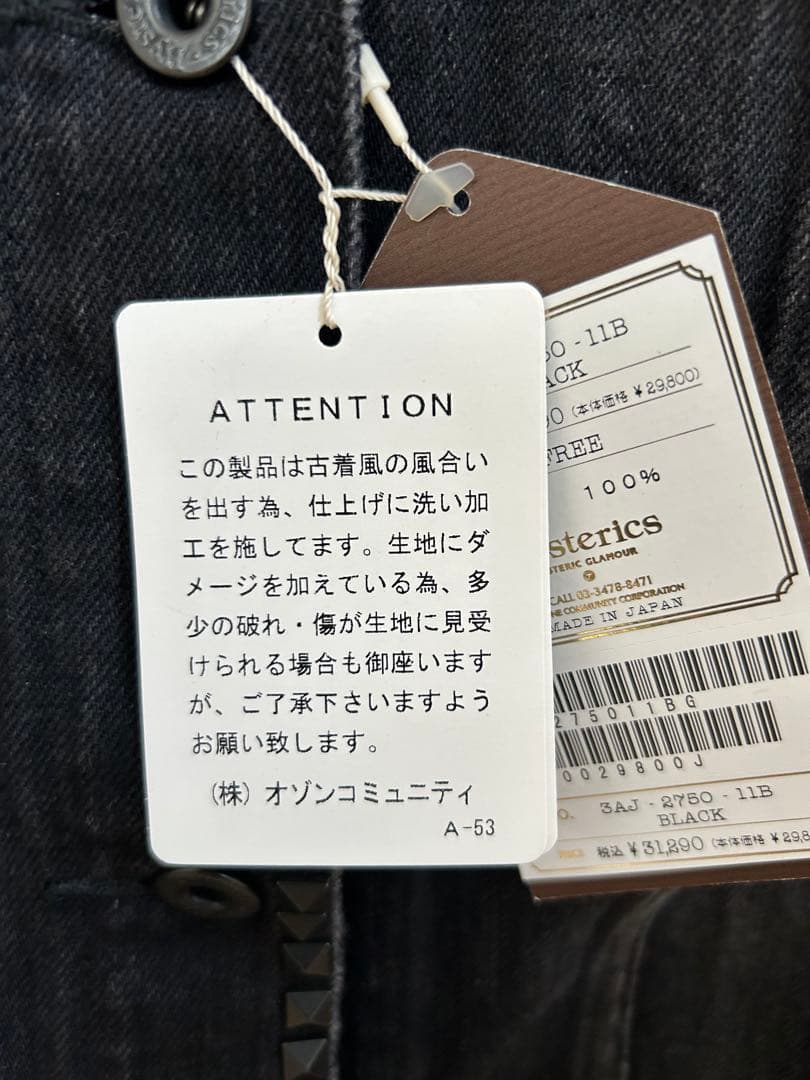 ATTENTION
この製品は古着風の風合い
を出す為、仕上げに洗い加
工を施してます。生地にダ
メージを加えている為、多
少の破れ・傷が生地に見受
けられる場合も御座います
が、ご了承下さいますよう
お願い致します。
(株) オゾンコミュニティ
A-53
50 - 11B
ACK
(本体価格 ¥29,800)
FREE
100%
sterics
STERIC GLAMOUR
CALL 03-3478-8471
NE COMMUNITY CORPORATION
MADE IN JAPAN
275011BG
0029800J
3AJ - 2750 - 11B
BLACK
PRICE 税込 ¥31,290 (本体価格 ¥29,8